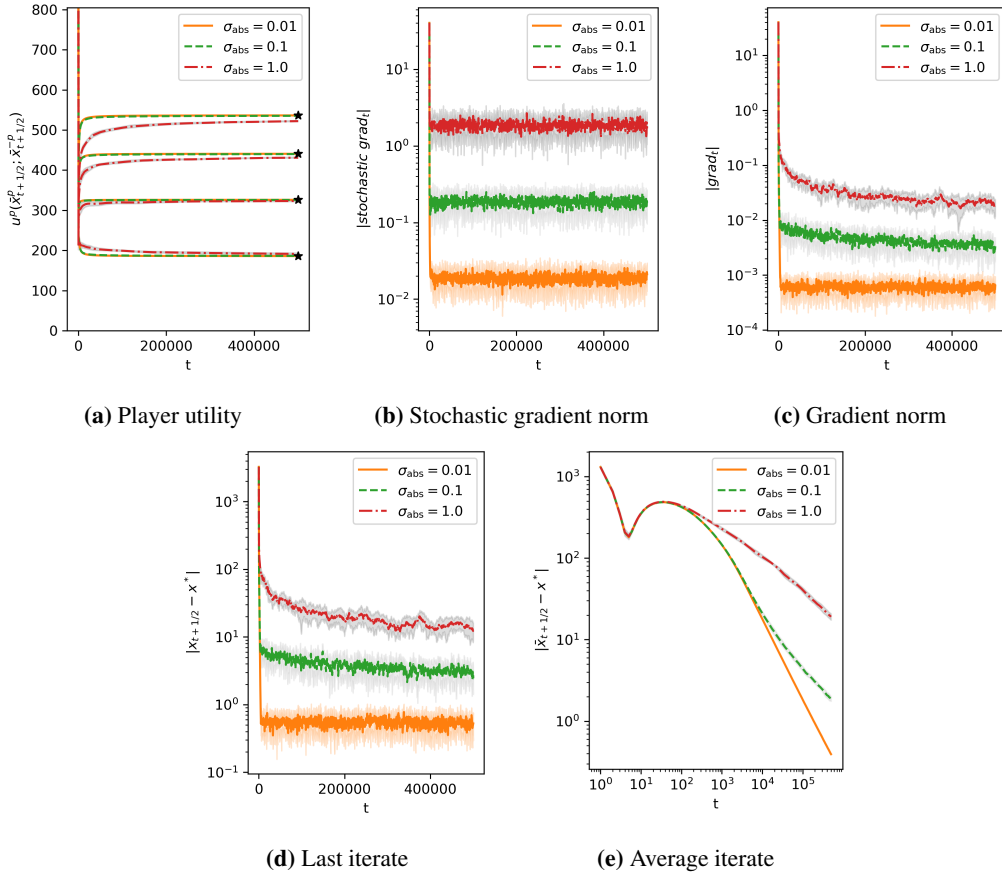 800
700
600
500
400
300
200
100
0
u^p(x̄^p_{t+1/2}, x̄^{-p}_{t+1/2})
σ_abs = 0.01
σ_abs = 0.1
σ_abs = 1.0
0 200000 400000
t
(a) Player utility
10^1
10^0
10^−1
10^−2
|stochastic grad_t|
σ_abs = 0.01
σ_abs = 0.1
σ_abs = 1.0
0 200000 400000
t
(b) Stochastic gradient norm
10^1
10^0
10^−1
10^−2
10^−3
10^−4
|grad_t|
σ_abs = 0.01
σ_abs = 0.1
σ_abs = 1.0
0 200000 400000
t
(c) Gradient norm
10^3
10^2
10^1
10^0
10^−1
|x_{t+1/2} − x^*|
σ_abs = 0.01
σ_abs = 0.1
σ_abs = 1.0
0 200000 400000
t
(d) Last iterate
10^3
10^2
10^1
10^0
|x̄_{t+1/2} − x^*|
σ_abs = 0.01
σ_abs = 0.1
σ_abs = 1.0
10^0 10^1 10^2 10^3 10^4 10^5
t
(e) Average iterate